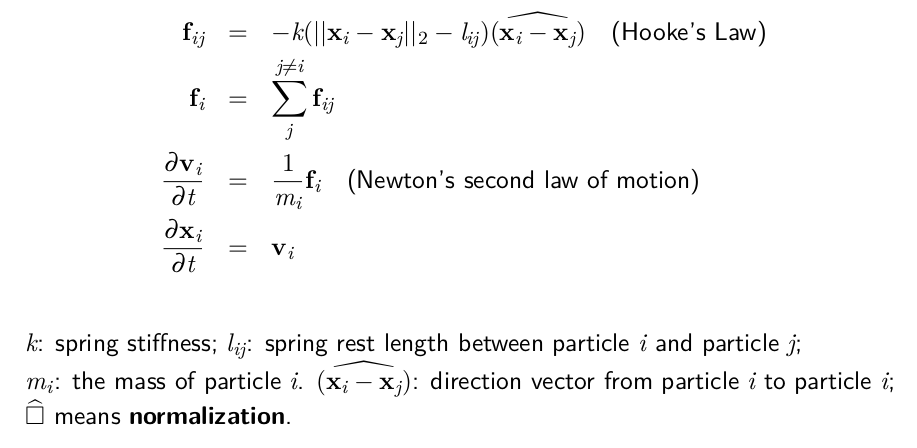 $\mathbf{f}_{ij} = -k(||\mathbf{x}_i - \mathbf{x}_j||_2 - l_{ij})(\widehat{\mathbf{x}_i - \mathbf{x}_j})$ (Hooke's Law)
$\mathbf{f}_i = \sum_{j}^{j \neq i} \mathbf{f}_{ij}$
$\frac{\partial \mathbf{v}_i}{\partial t} = \frac{1}{m_i} \mathbf{f}_i$ (Newton's second law of motion)
$\frac{\partial \mathbf{x}_i}{\partial t} = \mathbf{v}_i$
$k$: spring stiffness; $l_{ij}$: spring rest length between particle $i$ and particle $j$;
$m_i$: the mass of particle $i$. $(\widehat{\mathbf{x}_i - \mathbf{x}_j})$: direction vector from particle $i$ to particle $i$;
$\widehat{\square}$ means normalization.